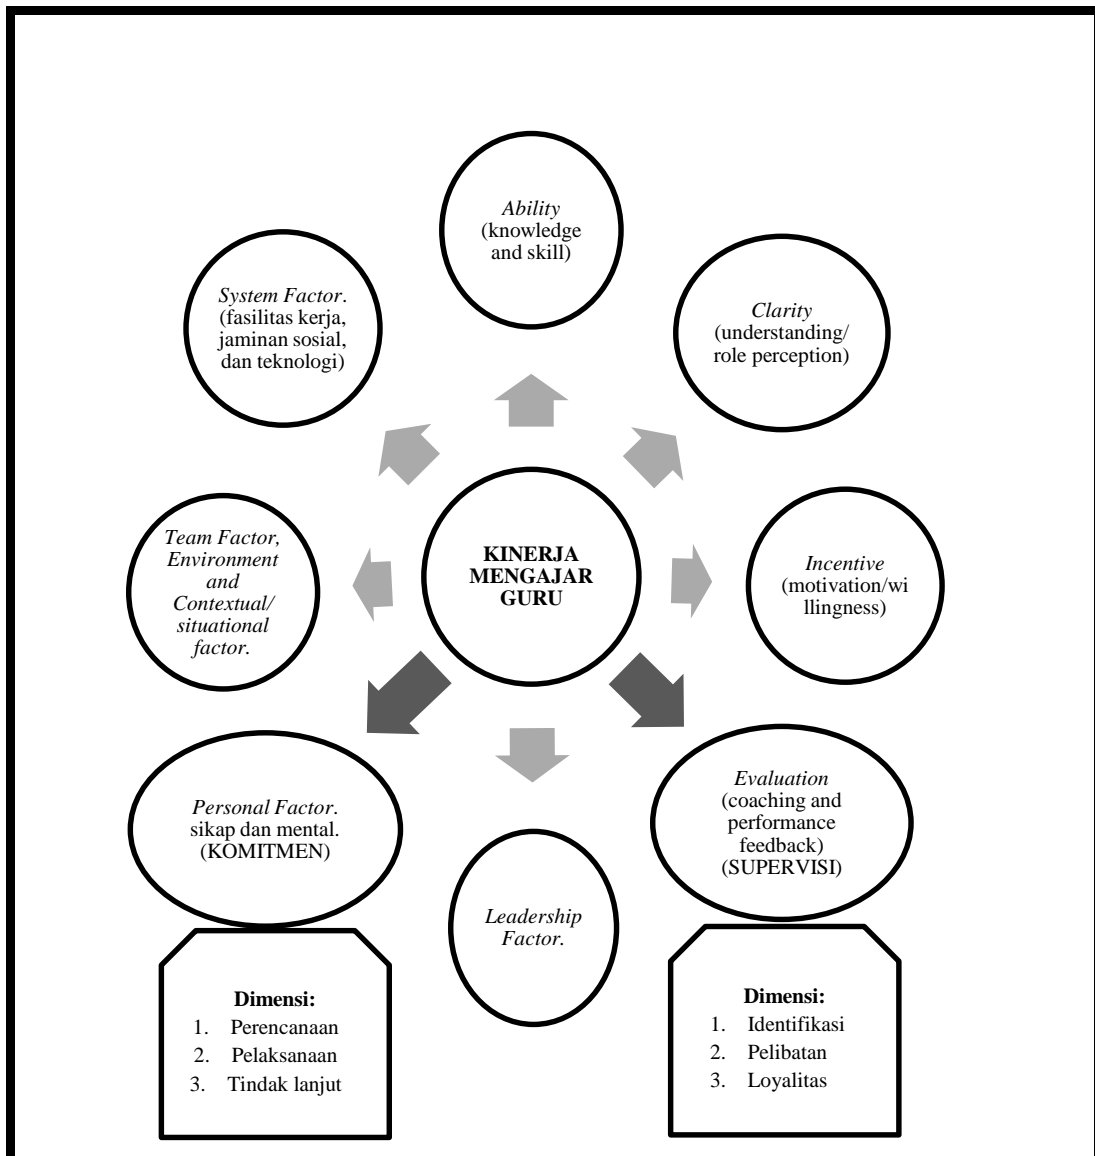 Ability
(knowledge
and skill)
System Factor.
(fasilitas kerja,
jaminan sosial,
dan teknologi)
Clarity
(understanding/
role perception)
Team Factor,
Environment
and
Contextual/
situational
factor.
KINERJA
MENGAJAR
GURU
Incentive
(motivation/wi
llingness)
Personal Factor.
sikap dan mental.
(KOMITMEN)
Evaluation
(coaching and
performance
feedback)
(SUPERVISI)
Leadership
Factor.
Dimensi:
1. Perencanaan
2. Pelaksanaan
3. Tindak lanjut
Dimensi:
1. Identifikasi
2. Pelibatan
3. Loyalitas